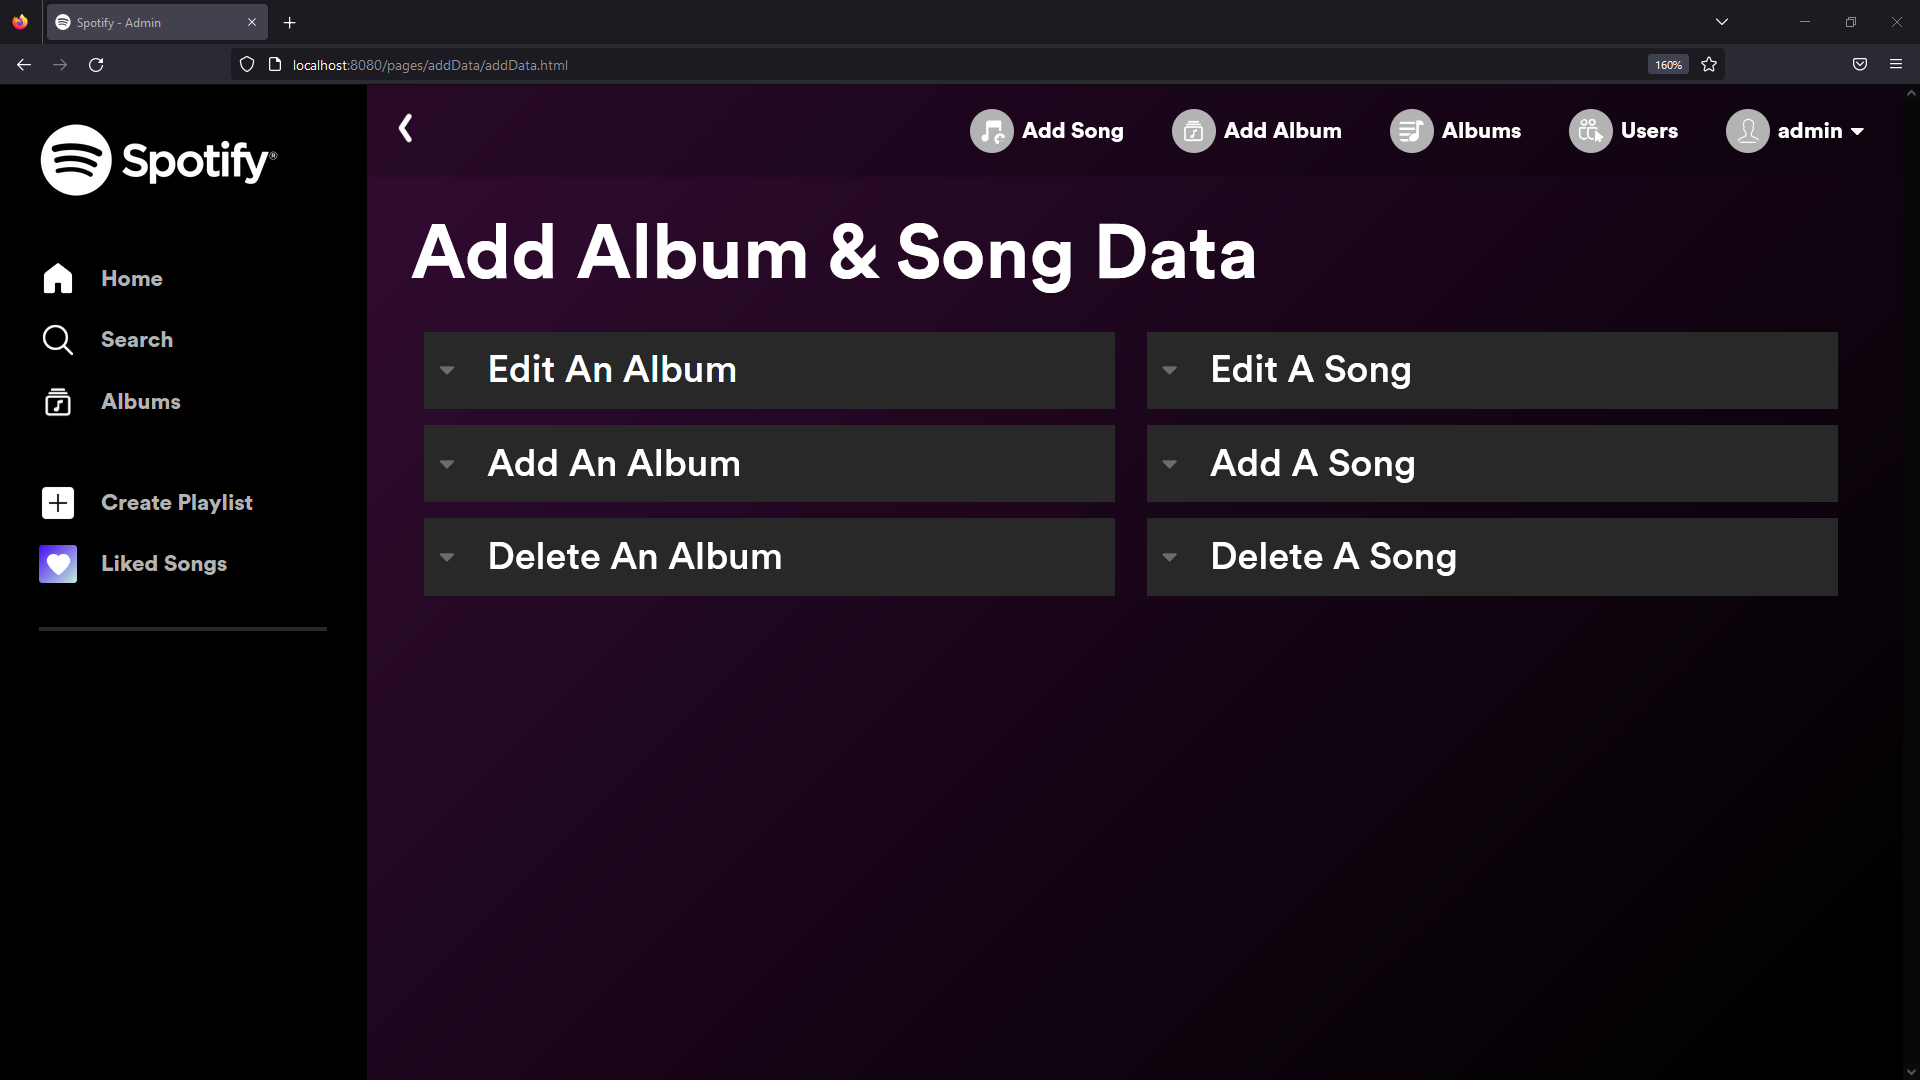 Spotify - Admin
localhost:8080/pages/addData/addData.html
160%
Spotify®
Home
Search
Albums
Create Playlist
Liked Songs
Add Song
Add Album
Albums
Users
admin
Add Album & Song Data
Edit An Album
Edit A Song
Add An Album
Add A Song
Delete An Album
Delete A Song